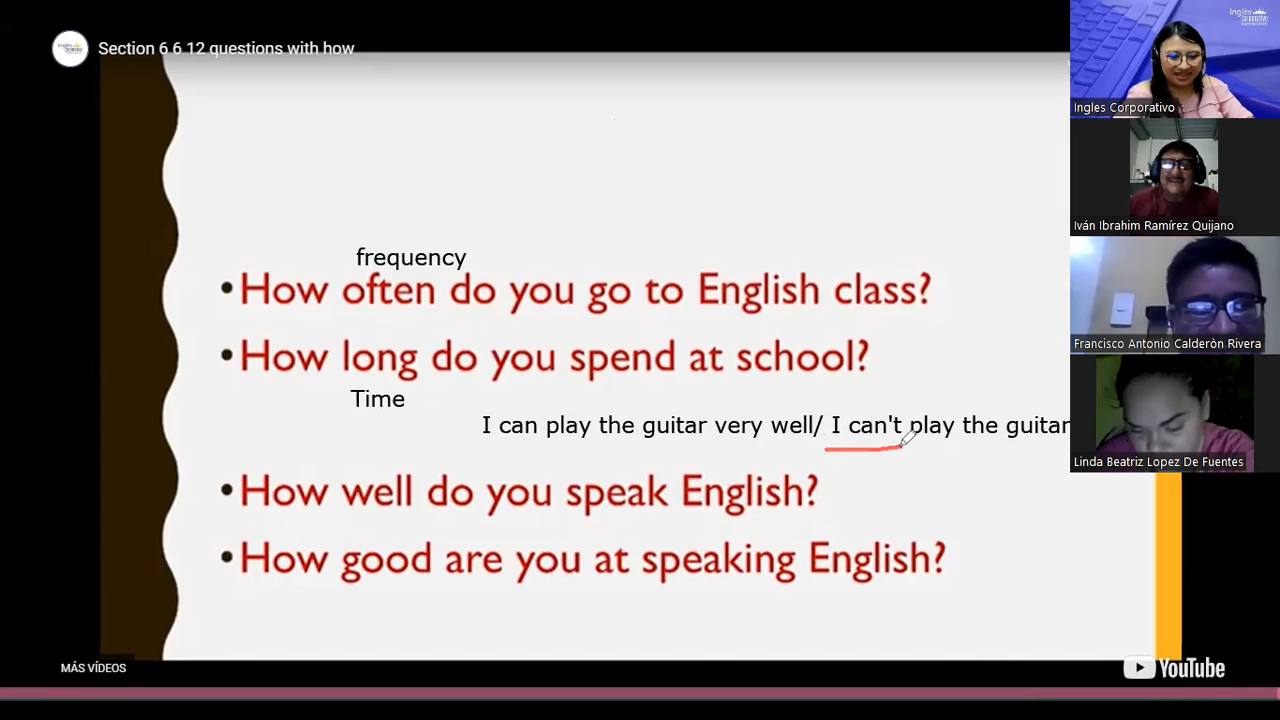 Section 6 6 12 questions with how
Ingles Corporativo
Iván Ibrahim Ramírez Quijano
frequency
•How often do you go to English class?
•How long do you spend at school?
Francisco Antonio Calderòn Rivera
Time
I can play the guitar very well/ I can't play the guitar
Linda Beatriz Lopez De Fuentes
•How well do you speak English?
•How good are you at speaking English?
MÁS VÍDEOS
YouTube